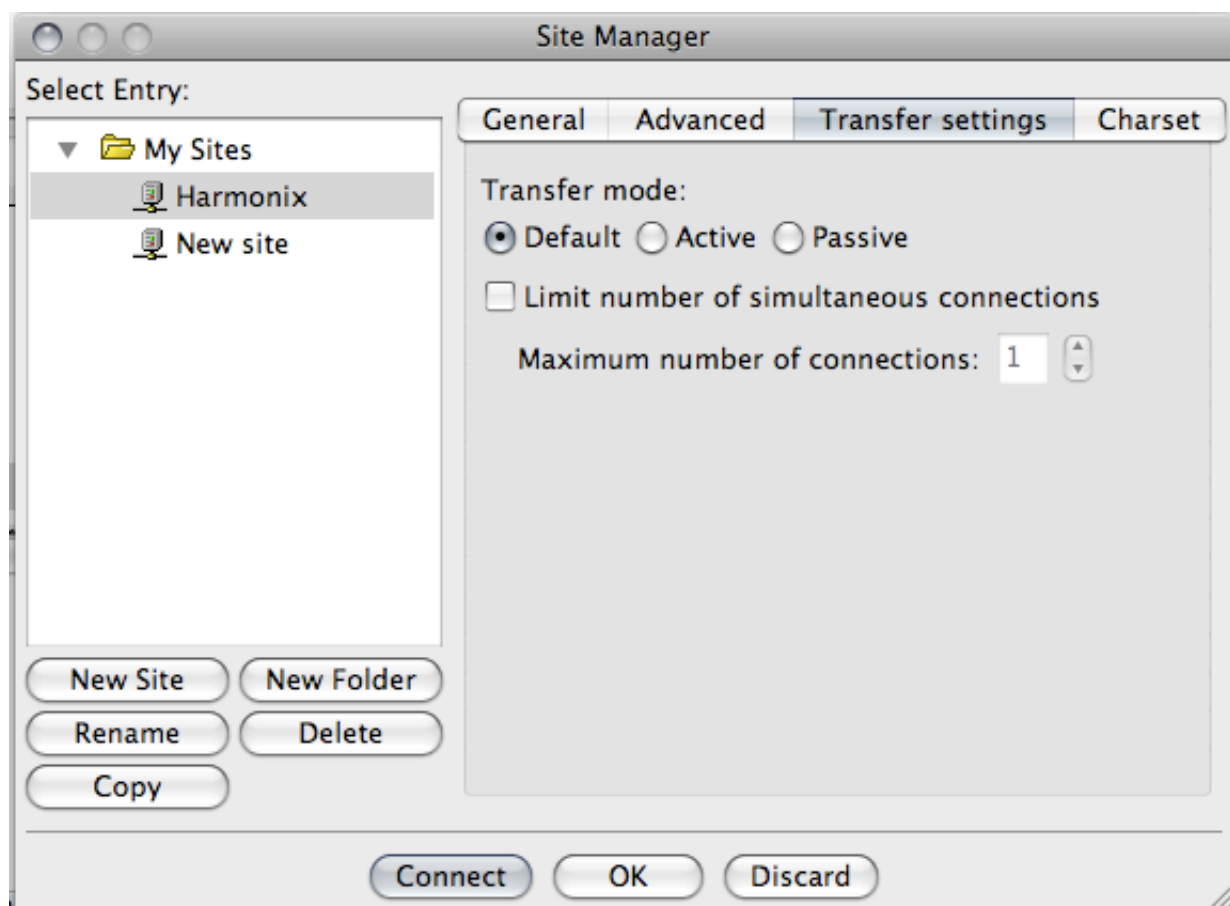 Site Manager
Select Entry:
My Sites
Harmonix
New site
New Site New Folder
Rename Delete
Copy
General Advanced Transfer settings Charset
Transfer mode:
Default Active Passive
Limit number of simultaneous connections
Maximum number of connections: 1
Connect OK Discard